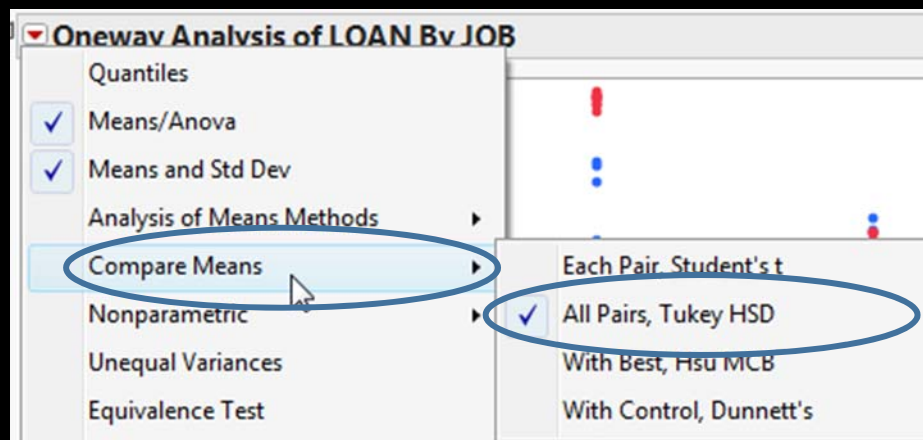 Oneway Analysis of LOAN By JOB
Quantiles
Means/Anova
Means and Std Dev
Analysis of Means Methods
Compare Means
Nonparametric
Unequal Variances
Equivalence Test
Each Pair, Student's t
All Pairs, Tukey HSD
With Best, Hsu MCB
With Control, Dunnett's